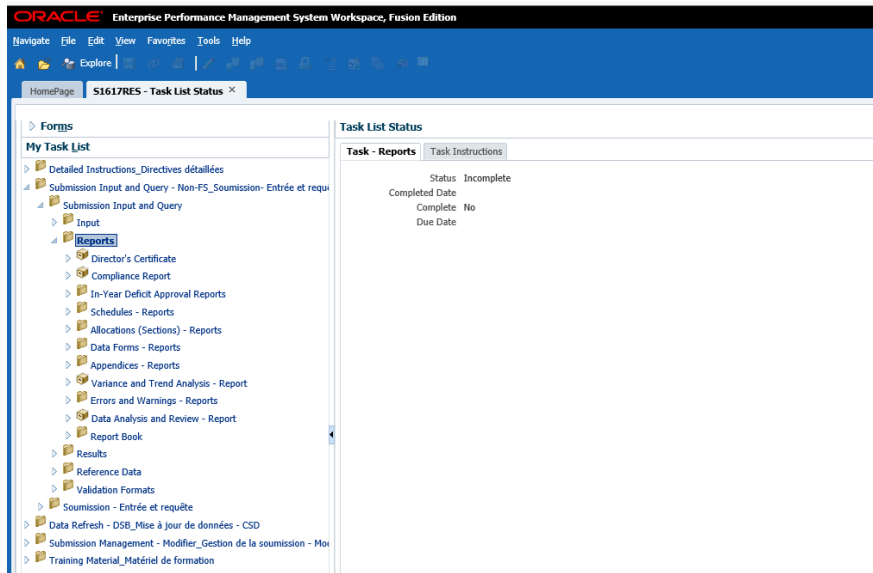 ORACLE Enterprise Performance Management System Workspace, Fusion Edition
Navigate File Edit View Favorites Tools Help
Explore
HomePage S1617RES - Task List Status ×
Forms
My Task List
Detailed Instructions_Directives détaillées
Submission Input and Query - Non-FS_Soumission- Entrée et requê
Submission Input and Query
Input
Reports
Director's Certificate
Compliance Report
In-Year Deficit Approval Reports
Schedules - Reports
Allocations (Sections) - Reports
Data Forms - Reports
Appendices - Reports
Variance and Trend Analysis - Report
Errors and Warnings - Reports
Data Analysis and Review - Report
Report Book
Results
Reference Data
Validation Formats
Soumission - Entrée et requête
Data Refresh - DSB_Mise à jour de données - CSD
Submission Management - Modifier_Gestion de la soumission - Mod
Training Material_Matériel de formation
Task List Status
Task - Reports Task Instructions
Status Incomplete
Completed Date
Complete No
Due Date